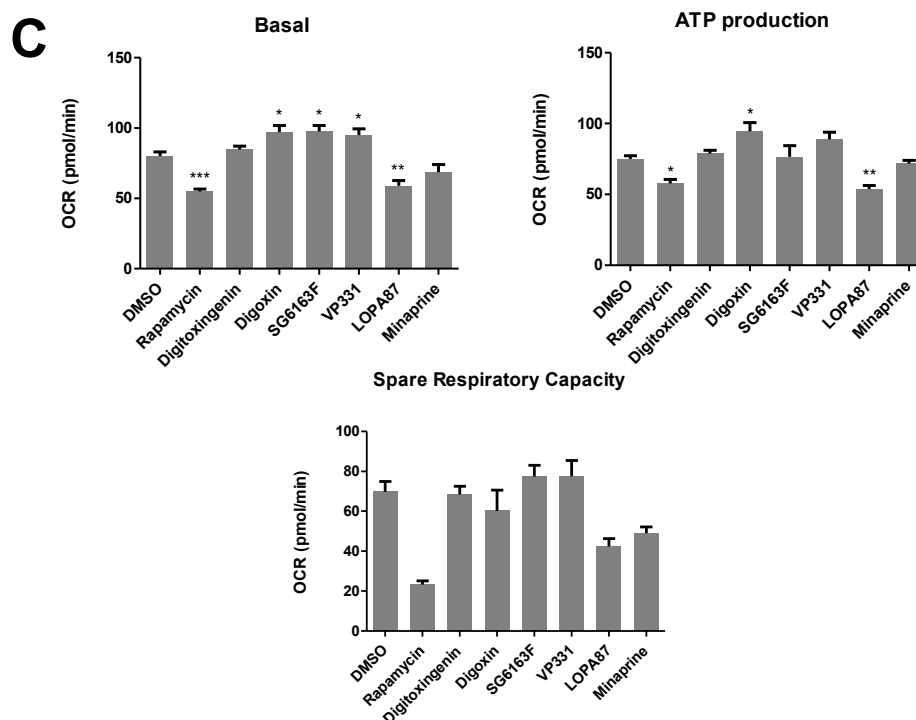 C
Basal
OCR (pmol/min)
150
100
50
0
***
*
*
*
**
DMSO
Rapamycin
Digitoxingenin
Digoxin
SG6163F
VP331
LOPA87
Minaprine
ATP production
OCR (pmol/min)
150
100
50
0
*
*
**
DMSO
Rapamycin
Digitoxingenin
Digoxin
SG6163F
VP331
LOPA87
Minaprine
Spare Respiratory Capacity
OCR (pmol/min)
100
80
60
40
20
0
DMSO
Rapamycin
Digitoxingenin
Digoxin
SG6163F
VP331
LOPA87
Minaprine